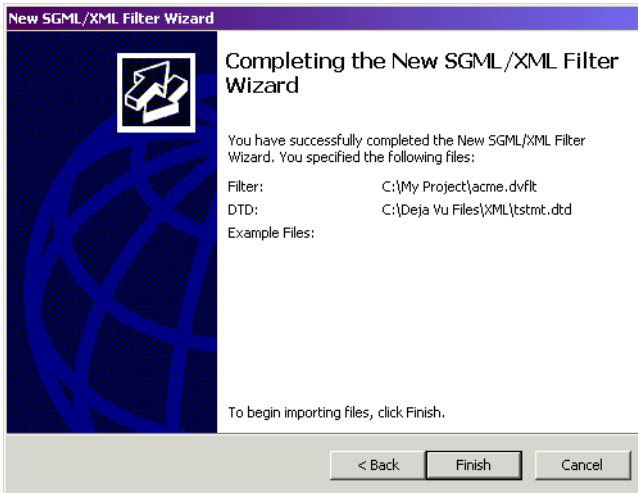 New SGML/XML Filter Wizard
Completing the New SGML/XML Filter
Wizard
You have successfully completed the New SGML/XML Filter
Wizard. You specified the following files:
Filter: C:\My Project\acme.dvflt
DTD: C:\Deja Vu Files\XML\tstmt.dtd
Example Files:
To begin importing files, click Finish.
< Back Finish Cancel